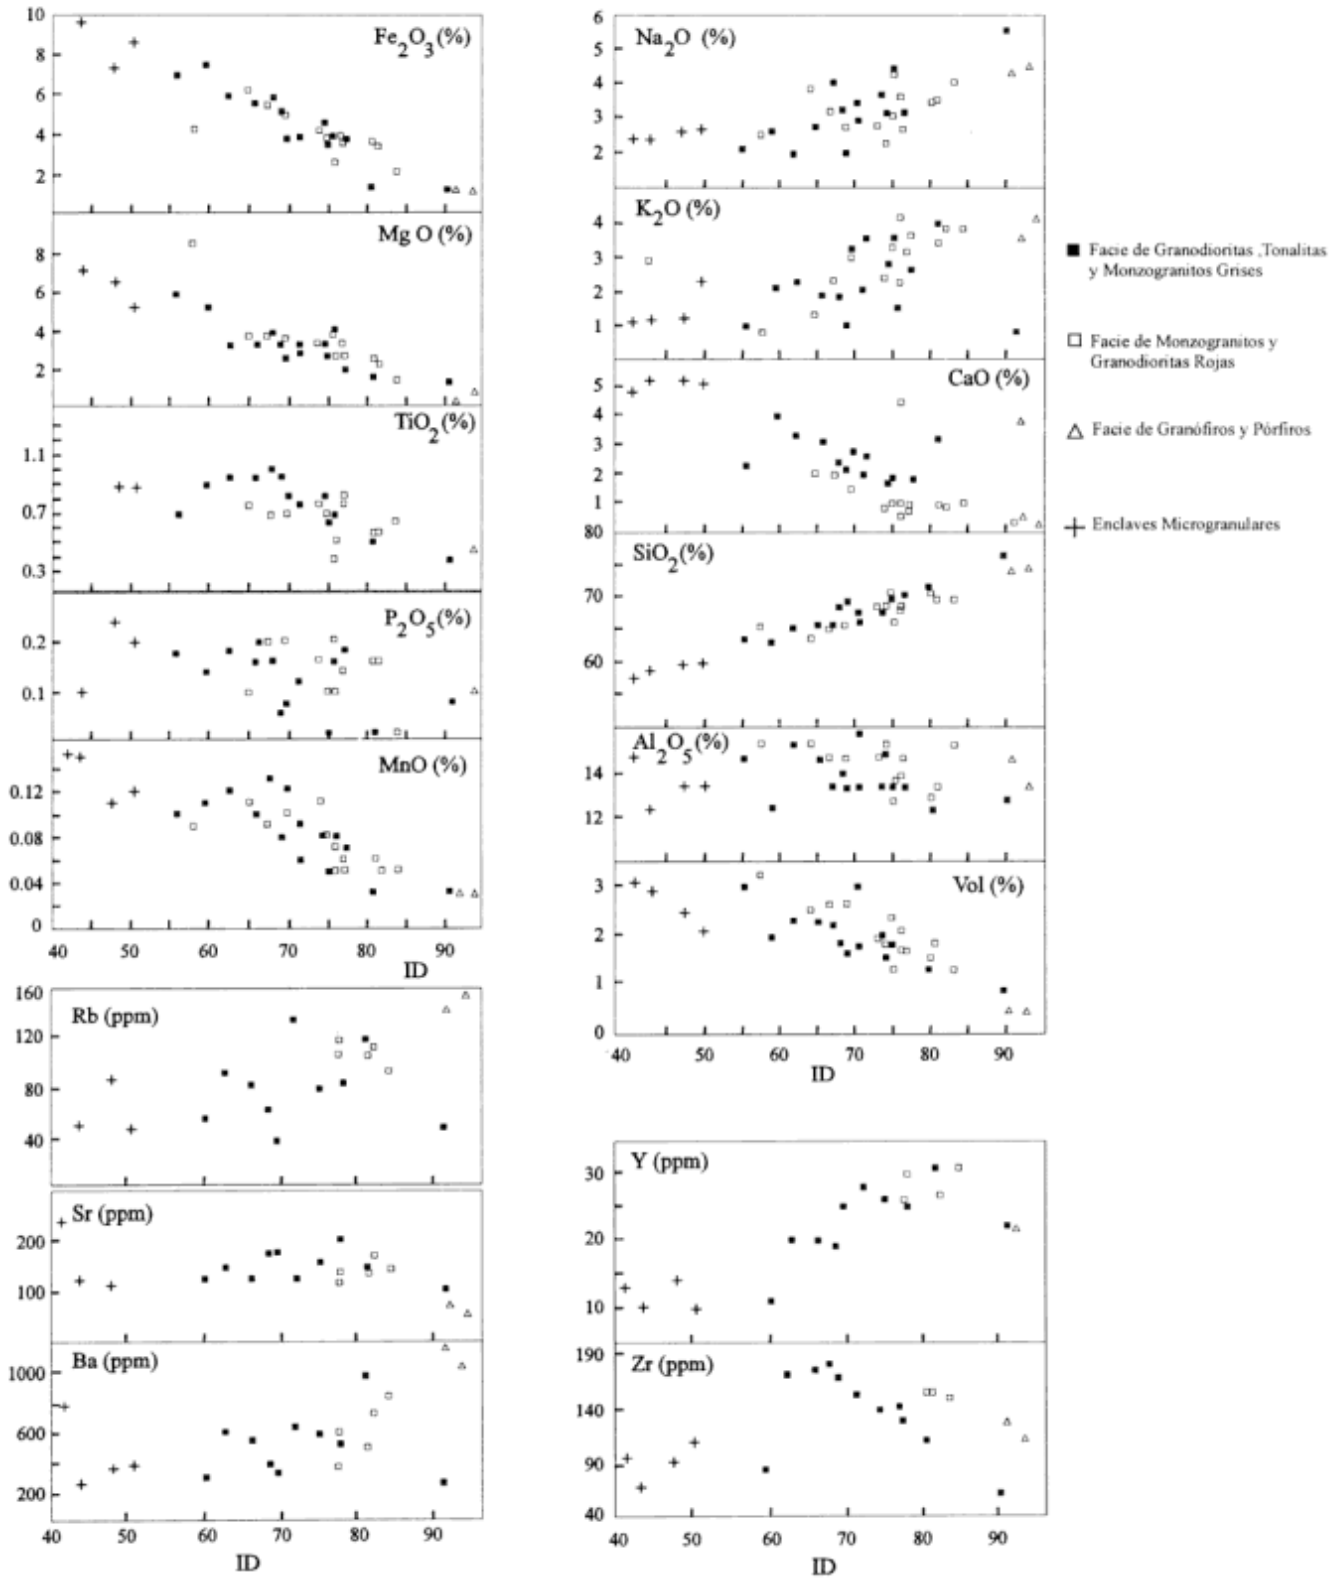 Fe2O3(%)
10
8
6
4
2
Mg O (%)
8
6
4
2
TiO2(%)
1.1
0.7
0.3
P2O5(%)
0.2
0.1
MnO (%)
0.12
0.08
0.04
0
40 50 60 70 80 90
ID
Rb (ppm)
160
120
80
40
Sr (ppm)
200
100
Ba (ppm)
1000
600
200
40 50 60 70 80 90
ID
Na2O (%)
6
5
4
3
2
K2O (%)
4
3
2
1
CaO (%)
5
4
3
2
1
80
SiO2(%)
70
60
Al2O5(%)
14
12
Vol (%)
3
2
1
0
40 50 60 70 80 90
ID
Y (ppm)
30
20
10
Zr (ppm)
190
140
90
40
40 50 60 70 80 90
ID
Facie de Granodioritas ,Tonalitas
y Monzogranitos Grises
Facie de Monzogranitos y
Granodioritas Rojas
Facie de Granófiros y Pórfiros
Enclaves Microgranulares